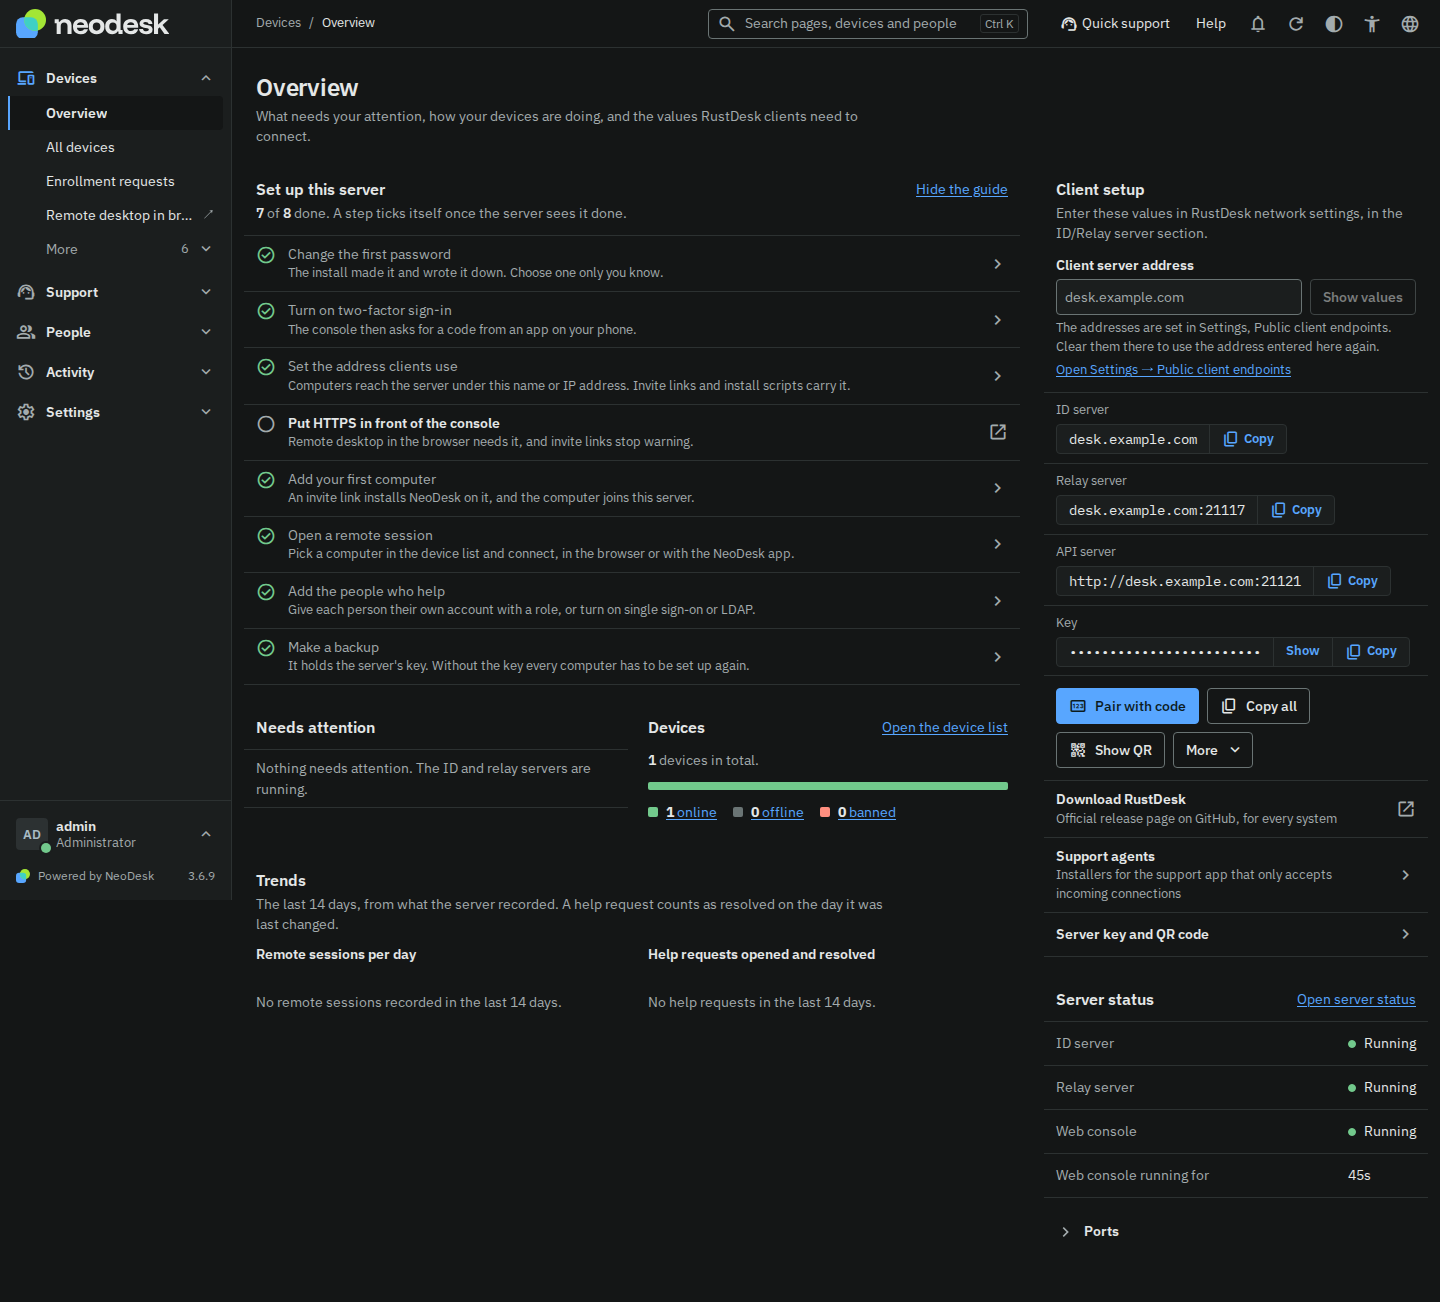 neodesk
Devices / Overview
Search pages, devices and people Ctrl K
Quick support
Help
Devices
Overview
All devices
Enrollment requests
Remote desktop in br...
More 6
Support
People
Activity
Settings
AD
admin
Administrator
Powered by NeoDesk 3.6.9
Overview
What needs your attention, how your devices are doing, and the values RustDesk clients need to
connect.
Set up this server Hide the guide
7 of 8 done. A step ticks itself once the server sees it done.
Change the first password
The install made it and wrote it down. Choose one only you know.
Turn on two-factor sign-in
The console then asks for a code from an app on your phone.
Set the address clients use
Computers reach the server under this name or IP address. Invite links and install scripts carry it.
Put HTTPS in front of the console
Remote desktop in the browser needs it, and invite links stop warning.
Add your first computer
An invite link installs NeoDesk on it, and the computer joins this server.
Open a remote session
Pick a computer in the device list and connect, in the browser or with the NeoDesk app.
Add the people who help
Give each person their own account with a role, or turn on single sign-on or LDAP.
Make a backup
It holds the server's key. Without the key every computer has to be set up again.
Needs attention
Nothing needs attention. The ID and relay servers are
running.
Devices Open the device list
1 devices in total.
1 online 0 offline 0 banned
Trends
The last 14 days, from what the server recorded. A help request counts as resolved on the day it was
last changed.
Remote sessions per day
No remote sessions recorded in the last 14 days.
Help requests opened and resolved
No help requests in the last 14 days.
Client setup
Enter these values in RustDesk network settings, in the
ID/Relay server section.
Client server address
desk.example.com Show values
The addresses are set in Settings, Public client endpoints.
Clear them there to use the address entered here again.
Open Settings → Public client endpoints
ID server
desk.example.com Copy
Relay server
desk.example.com:21117 Copy
API server
http://desk.example.com:21121 Copy
Key
•••••••••••••••••••••••• Show Copy
Pair with code Copy all
Show QR More
Download RustDesk
Official release page on GitHub, for every system
Support agents
Installers for the support app that only accepts
incoming connections
Server key and QR code
Server status Open server status
ID server Running
Relay server Running
Web console Running
Web console running for 45s
Ports